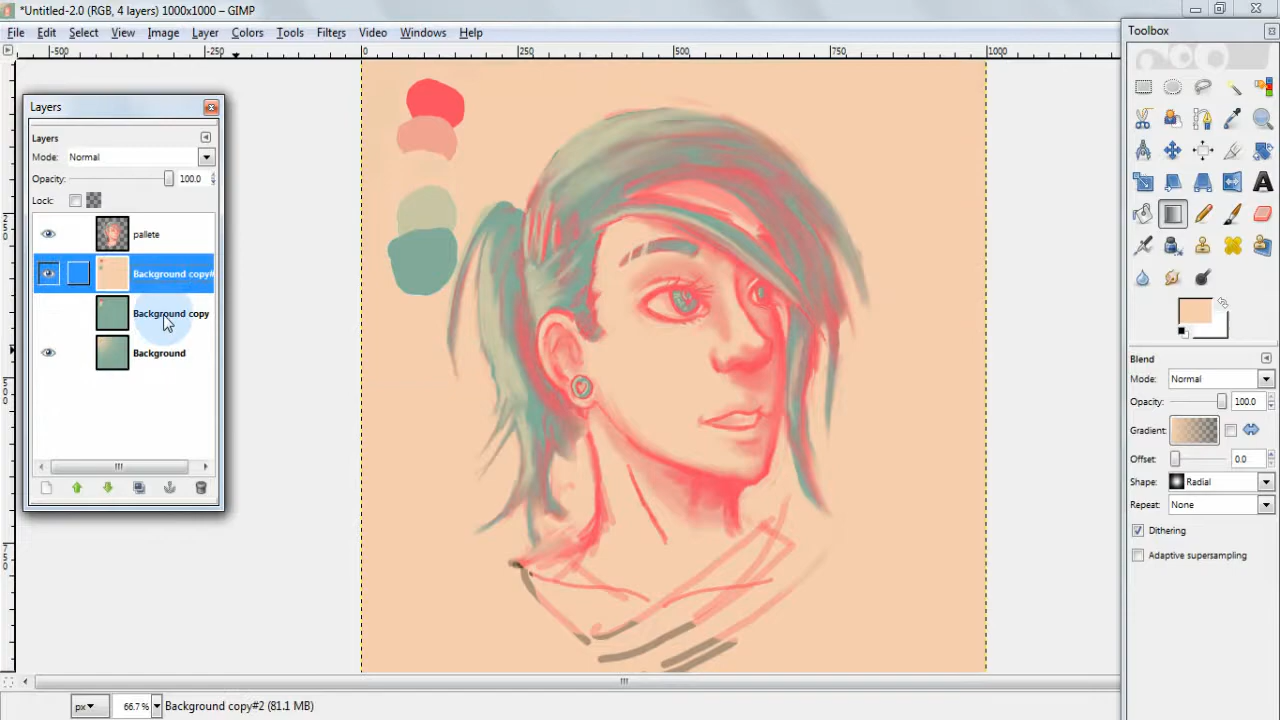 *Untitled-2.0 (RGB, 4 layers) 1000x1000 – GIMP
File Edit Select View Image Layer Colors Tools Filters Video Windows Help
-500 -250 0 250 500 750 1000
Toolbox
Layers
Layers
Mode: Normal
Opacity: 100.0
Lock:
pallete
Background copy#
Background copy
Background
250
500
750
Blend
Mode: Normal
Opacity: 100.0
Gradient:
Offset: 0.0
Shape: Radial
Repeat: None
Dithering
Adaptive supersampling
px 66.7% Background copy#2 (81.1 MB)